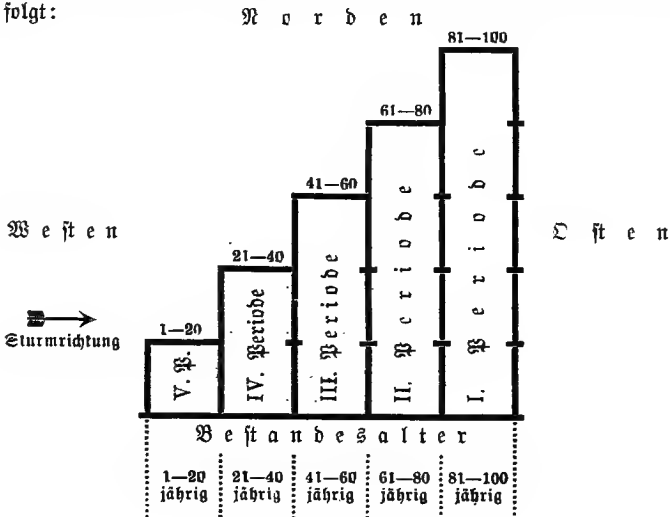 folgt:
Norden
81—100
61—80
41—60
Westen
Osten
21—40
Sturmrichtung
1—20
V. P.
IV. Periode
III. Periode
II. Periode
I. Periode
Bestandesalter
1—20 21—40 41—60 61—80 81—100
jährig jährig jährig jährig jährig